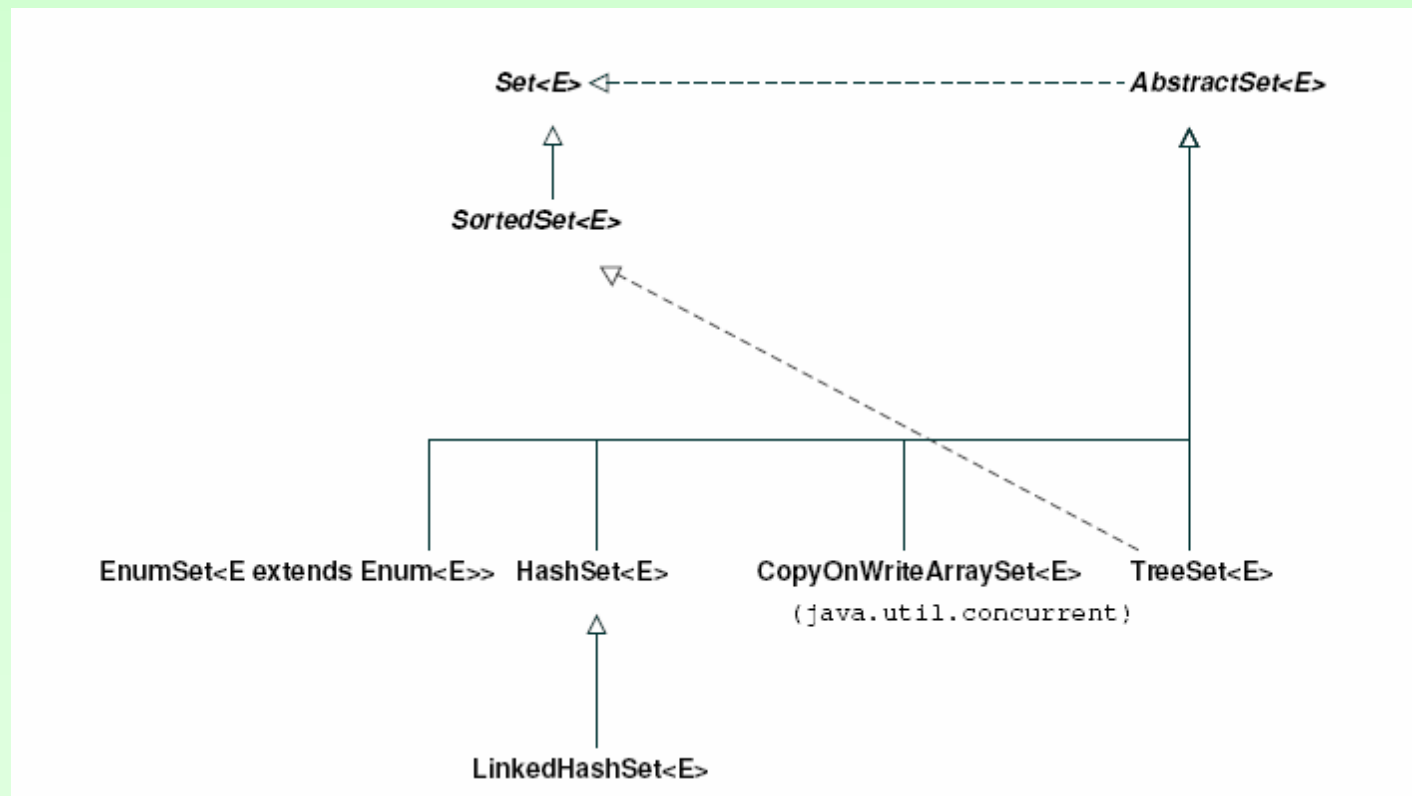 Set<E> AbstractSet<E>
SortedSet<E>
EnumSet<E extends Enum<E>> HashSet<E> CopyOnWriteArraySet<E> TreeSet<E>
(java.util.concurrent)
LinkedHashSet<E>